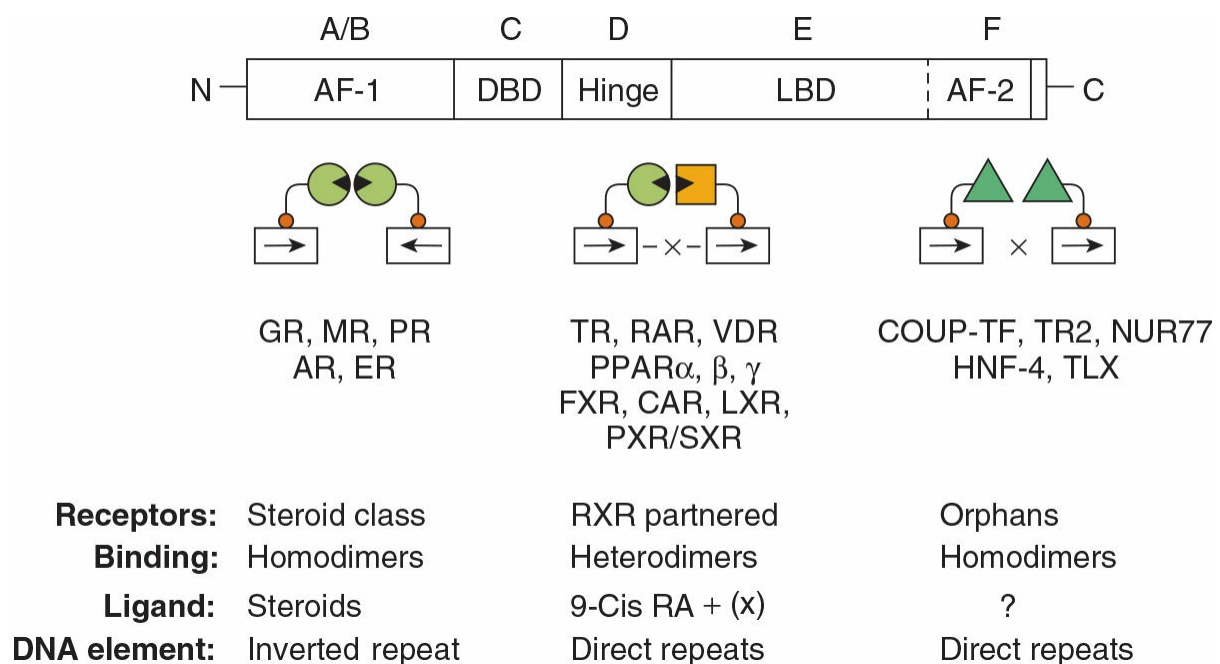 A/B C D E F
N AF-1 DBD Hinge LBD AF-2 C
– × – ×
GR, MR, PR TR, RAR, VDR COUP-TF, TR2, NUR77
AR, ER PPARα, β, γ HNF-4, TLX
FXR, CAR, LXR,
PXR/SXR
Receptors: Steroid class RXR partnered Orphans
Binding: Homodimers Heterodimers Homodimers
Ligand: Steroids 9-Cis RA + (x) ?
DNA element: Inverted repeat Direct repeats Direct repeats